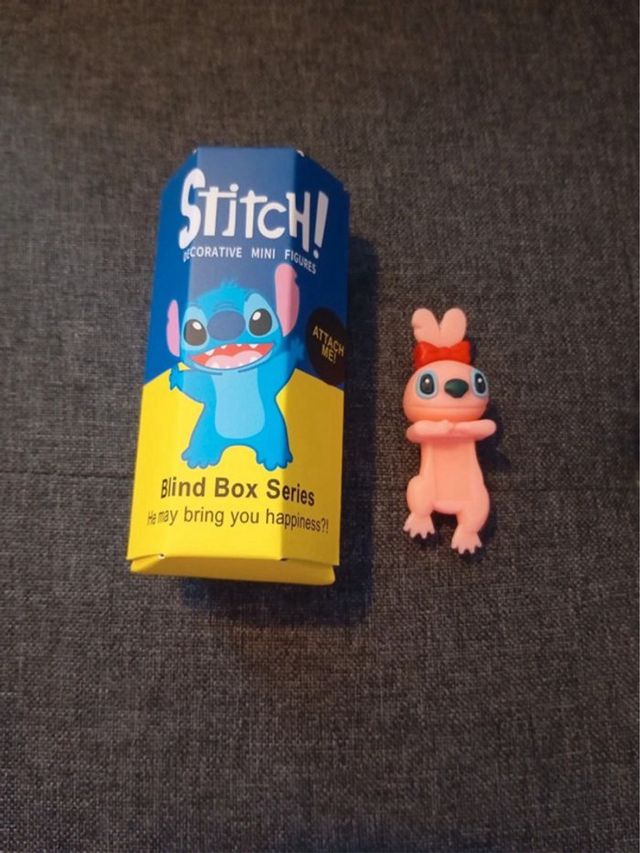 STitcH!
DECORATIVE MINI FIGURES
ATTACH
ME!
Blind Box Series
He may bring you happiness?!